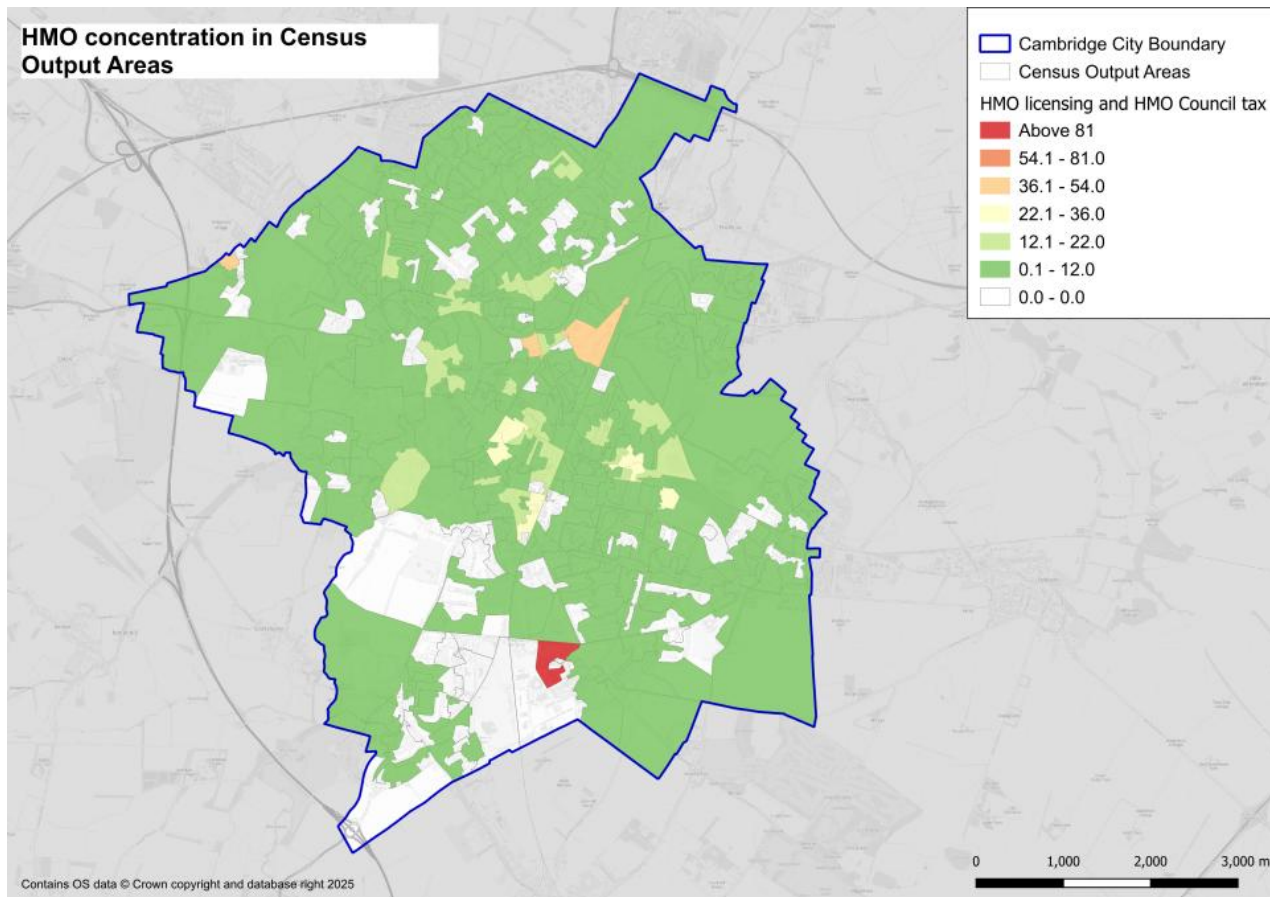 HMO concentration in Census
Output Areas
Cambridge City Boundary
Census Output Areas
HMO licensing and HMO Council tax
Above 81
54.1 - 81.0
36.1 - 54.0
22.1 - 36.0
12.1 - 22.0
0.1 - 12.0
0.0 - 0.0
0 1,000 2,000 3,000 m
Contains OS data © Crown copyright and database right 2025